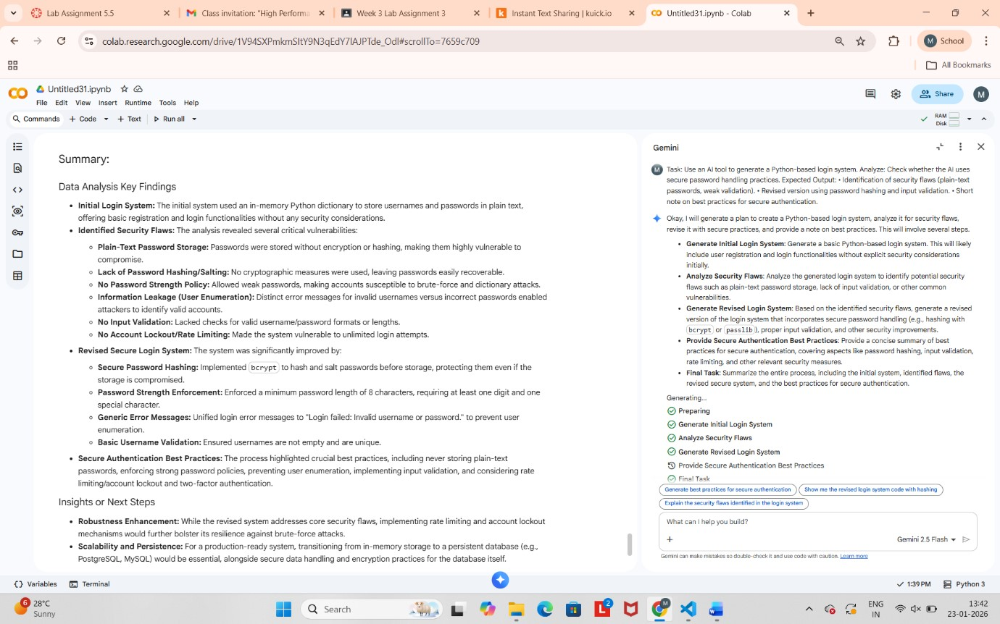 Lab Assignment 5.5
Class invitation: "High Performa
Week 3 Lab Assignment 3
Instant Text Sharing | kuick.io
Untitled31.ipynb - Colab
colab.research.google.com/drive/1V94SXPmkmSItY9N3qEdY7lAJPTde_Odl#scrollTo=7659c709
M School
All Bookmarks
Untitled31.ipynb
File Edit View Insert Runtime Tools Help
Share
M
Commands + Code + Text Run all
RAM
Disk
Summary:
Data Analysis Key Findings
• Initial Login System: The initial system used an in-memory Python dictionary to store usernames and passwords in plain text,
offering basic registration and login functionalities without any security considerations.
• Identified Security Flaws: The analysis revealed several critical vulnerabilities:
◦ Plain-Text Password Storage: Passwords were stored without encryption or hashing, making them highly vulnerable to
compromise.
◦ Lack of Password Hashing/Salting: No cryptographic measures were used, leaving passwords easily recoverable.
◦ No Password Strength Policy: Allowed weak passwords, making accounts susceptible to brute-force and dictionary attacks.
◦ Information Leakage (User Enumeration): Distinct error messages for invalid usernames versus incorrect passwords enabled
attackers to identify valid accounts.
◦ No Input Validation: Lacked checks for valid username/password formats or lengths.
◦ No Account Lockout/Rate Limiting: Made the system vulnerable to unlimited login attempts.
• Revised Secure Login System: The system was significantly improved by:
◦ Secure Password Hashing: Implemented bcrypt to hash and salt passwords before storage, protecting them even if the
storage is compromised.
◦ Password Strength Enforcement: Enforced a minimum password length of 8 characters, requiring at least one digit and one
special character.
◦ Generic Error Messages: Unified login error messages to "Login failed: Invalid username or password." to prevent user
enumeration.
◦ Basic Username Validation: Ensured usernames are not empty and are unique.
• Secure Authentication Best Practices: The process highlighted crucial best practices, including never storing plain-text
passwords, enforcing strong password policies, preventing user enumeration, implementing input validation, and considering rate
limiting/account lockout and two-factor authentication.
Insights or Next Steps
• Robustness Enhancement: While the revised system addresses core security flaws, implementing rate limiting and account lockout
mechanisms would further bolster its resilience against brute-force attacks.
• Scalability and Persistence: For a production-ready system, transitioning from in-memory storage to a persistent database (e.g.,
PostgreSQL, MySQL) would be essential, alongside secure data handling and encryption practices for the database itself.
Gemini
M
Task: Use an AI tool to generate a Python-based login system. Analyze: Check whether the AI uses
secure password handling practices. Expected Output: • Identification of security flaws (plain-text
passwords, weak validation). • Revised version using password hashing and input validation. • Short
note on best practices for secure authentication.
Okay, I will generate a plan to create a Python-based login system, analyze it for security flaws,
revise it with secure practices, and provide a note on best practices. This will involve several steps.
• Generate Initial Login System: Generate a basic Python-based login system. This will likely
include user registration and login functionalities without explicit security considerations
initially.
• Analyze Security Flaws: Analyze the generated login system to identify potential security
flaws such as plain-text password storage, lack of input validation, or other common
vulnerabilities.
• Generate Revised Login System: Based on the identified security flaws, generate a revised
version of the login system that incorporates secure password handling (e.g., hashing with
bcrypt or passlib), proper input validation, and other security improvements.
• Provide Secure Authentication Best Practices: Provide a concise summary of best
practices for secure authentication, covering aspects like password hashing, input validation,
rate limiting, and other relevant security measures.
• Final Task: Summarize the entire process, including the initial system, identified flaws, the
revised secure system, and the best practices for secure authentication.
Generating...
Preparing
Generate Initial Login System
Analyze Security Flaws
Generate Revised Login System
Provide Secure Authentication Best Practices
Final Task
Generate best practices for secure authentication
Show me the revised login system code with hashing
Explain the security flaws identified in the login system
What can I help you build?
+
Gemini 2.5 Flash
Gemini can make mistakes so double-check it and use code with caution. Learn more
Variables Terminal
1:39 PM Python 3
6
28°C
Sunny
Search
L
2
M
ENG
IN
13:42
23-01-2026